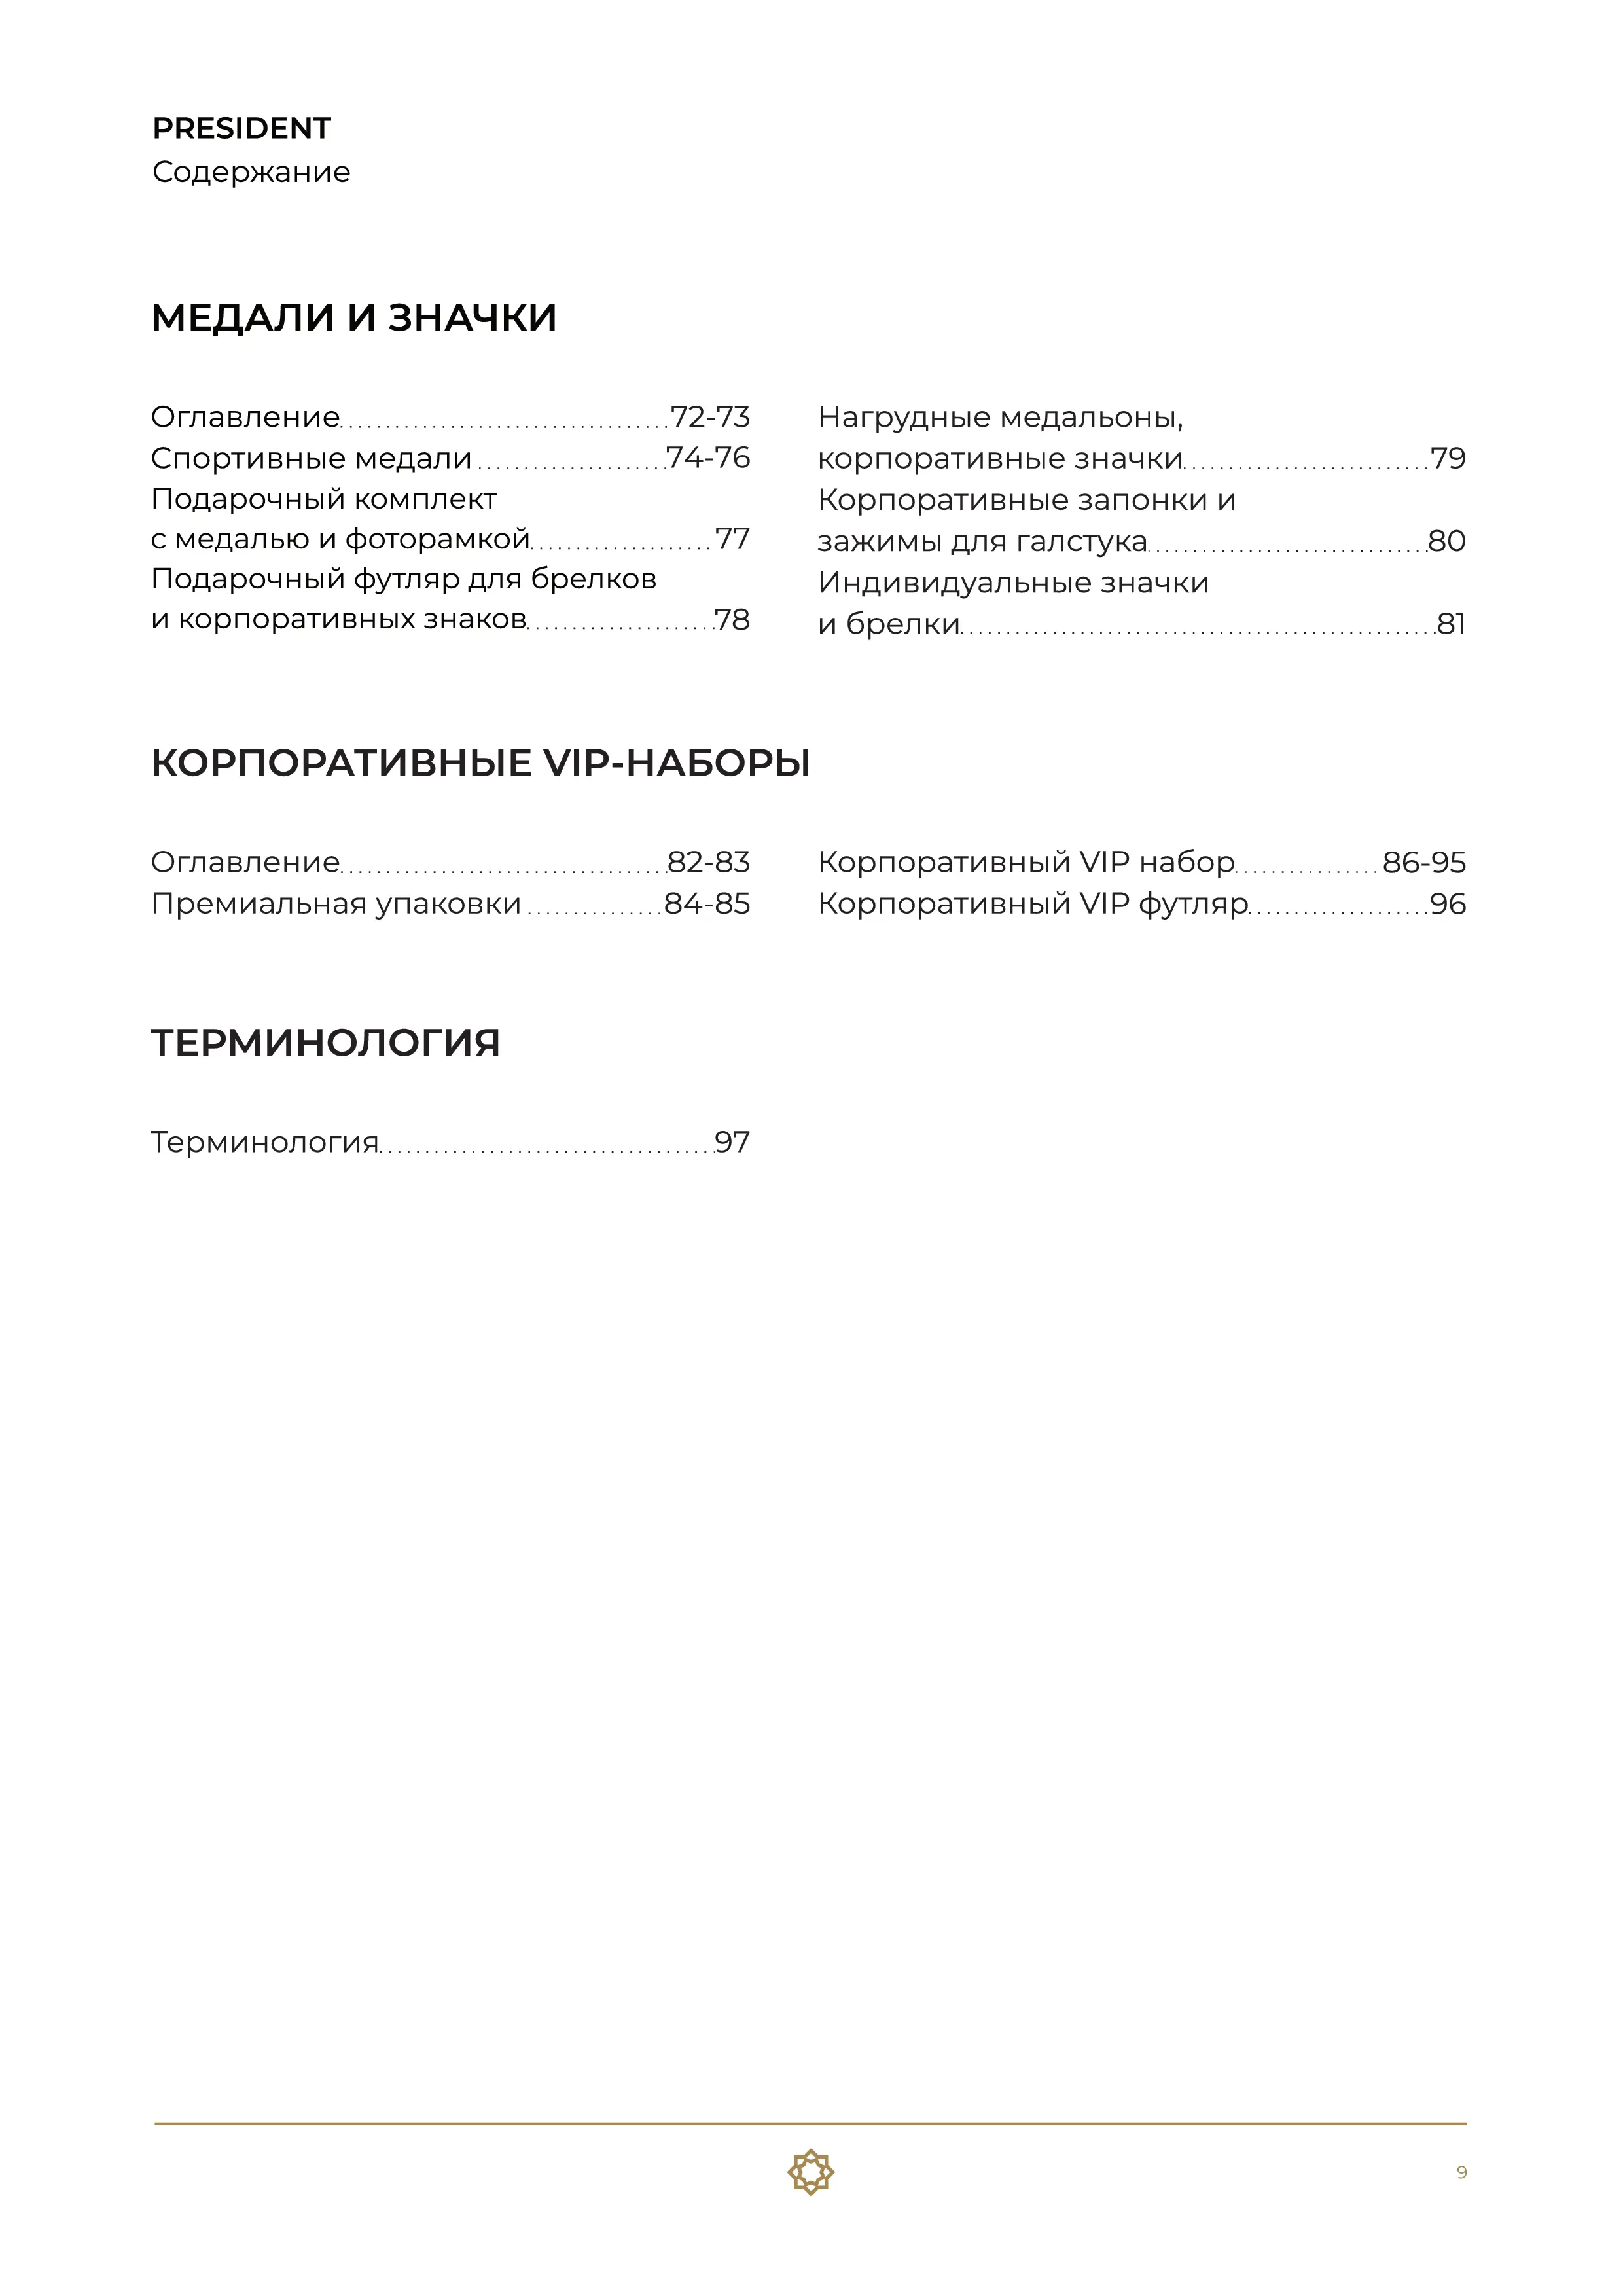 PRESIDENT
Содержание
МЕДАЛИ И ЗНАЧКИ
Оглавление 72-73
Спортивные медали 74-76
Подарочный комплект
с медалью и фоторамкой 77
Подарочный футляр для брелков
и корпоративных знаков 78
Нагрудные медальоны,
корпоративные значки 79
Корпоративные запонки и
зажимы для галстука 80
Индивидуальные значки
и брелки 81
КОРПОРАТИВНЫЕ VIP-НАБОРЫ
Оглавление 82-83
Премиальная упаковки 84-85
Корпоративный VIP набор 86-95
Корпоративный VIP футляр 96
ТЕРМИНОЛОГИЯ
Терминология 97
9